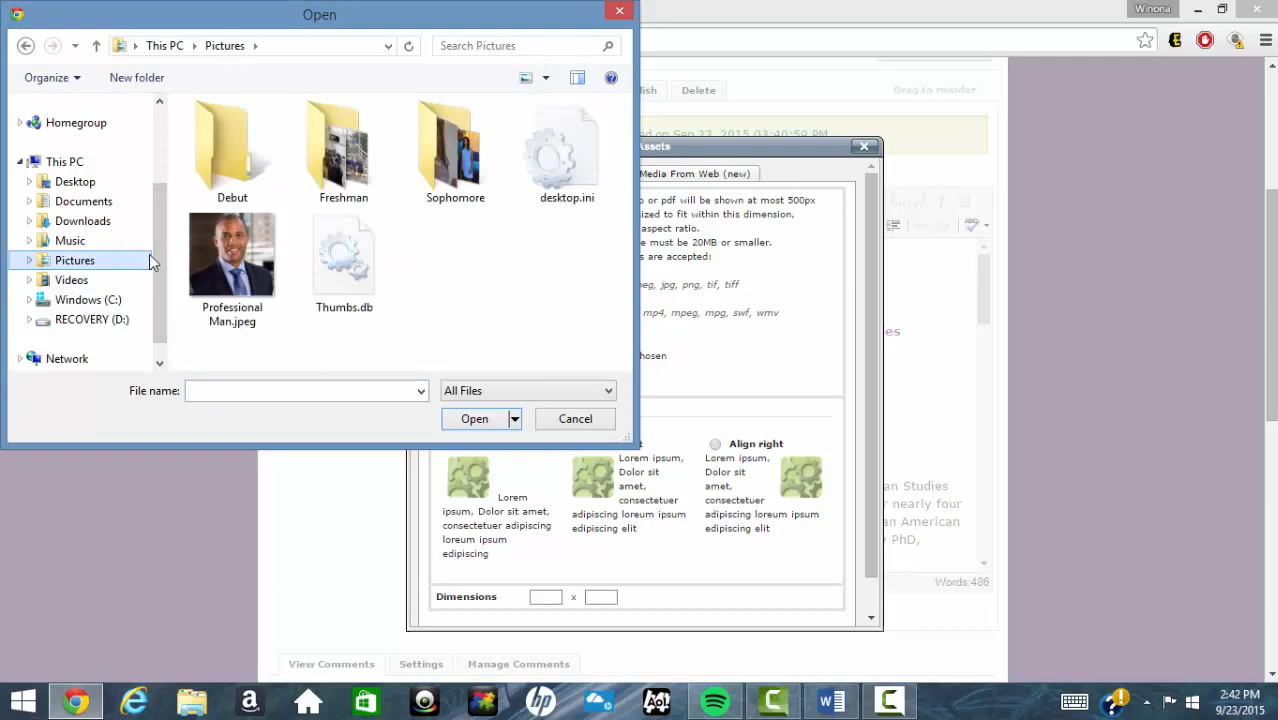 Open
Winona
This PC
Pictures
Search Pictures
Organize
New folder
Homegroup
This PC
Desktop
Documents
Downloads
Music
Pictures
Videos
Windows (C:)
RECOVERY (D:)
Network
Debut
Freshman
Sophomore
desktop.ini
Professional
Man.jpeg
Thumbs.db
File name:
All Files
Open
Cancel
lish
Delete
Drag to reorder
ed on Sep 23, 2015 03:40:59 PM
Assets
Media From Web (new)
o or pdf will be shown at most 500px
sized to fit within this dimension,
aspect ratio.
e must be 20MB or smaller.
s are accepted:
peg, jpg, png, tif, tiff
mp4, mpeg, mpg, swf, wmv
hosen
es
t
Align right
Lorem
ipsum, Dolor sit amet,
consectetuer adipiscing
lorem ipsum
edipiscing
Lorem ipsum,
Dolor sit
amet,
consectetuer
adipiscing lorem ipsum
edipiscing elit
Lorem ipsum,
Dolor sit
amet,
consectetuer
adipiscing lorem ipsum
edipiscing elit
Dimensions
x
an Studies
r nearly four
an American
y PhD,
Words:486
View Comments
Settings
Manage Comments
2:42 PM
9/23/2015